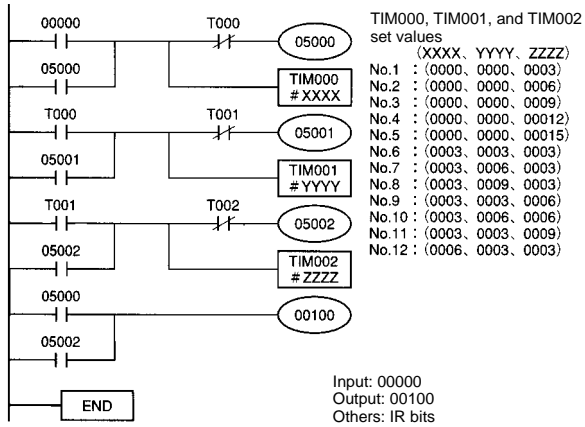 00000
T000
05000
05000
TIM000
#XXXX
T000
T001
05001
05001
TIM001
#YYYY
T001
T002
05002
05002
TIM002
#ZZZZ
05000
00100
05002
END
TIM000, TIM001, and TIM002
set values
(XXXX、YYYY、ZZZZ)
No.1 : (0000、0000、0003)
No.2 : (0000、0000、0006)
No.3 : (0000、0000、0009)
No.4 : (0000、0000、00012)
No.5 : (0000、0000、00015)
No.6 : (0003、0003、0003)
No.7 : (0003、0006、0003)
No.8 : (0003、0009、0003)
No.9 : (0003、0003、0006)
No.10 : (0003、0006、0006)
No.11 : (0003、0003、0009)
No.12 : (0006、0003、0003)
Input: 00000
Output: 00100
Others: IR bits